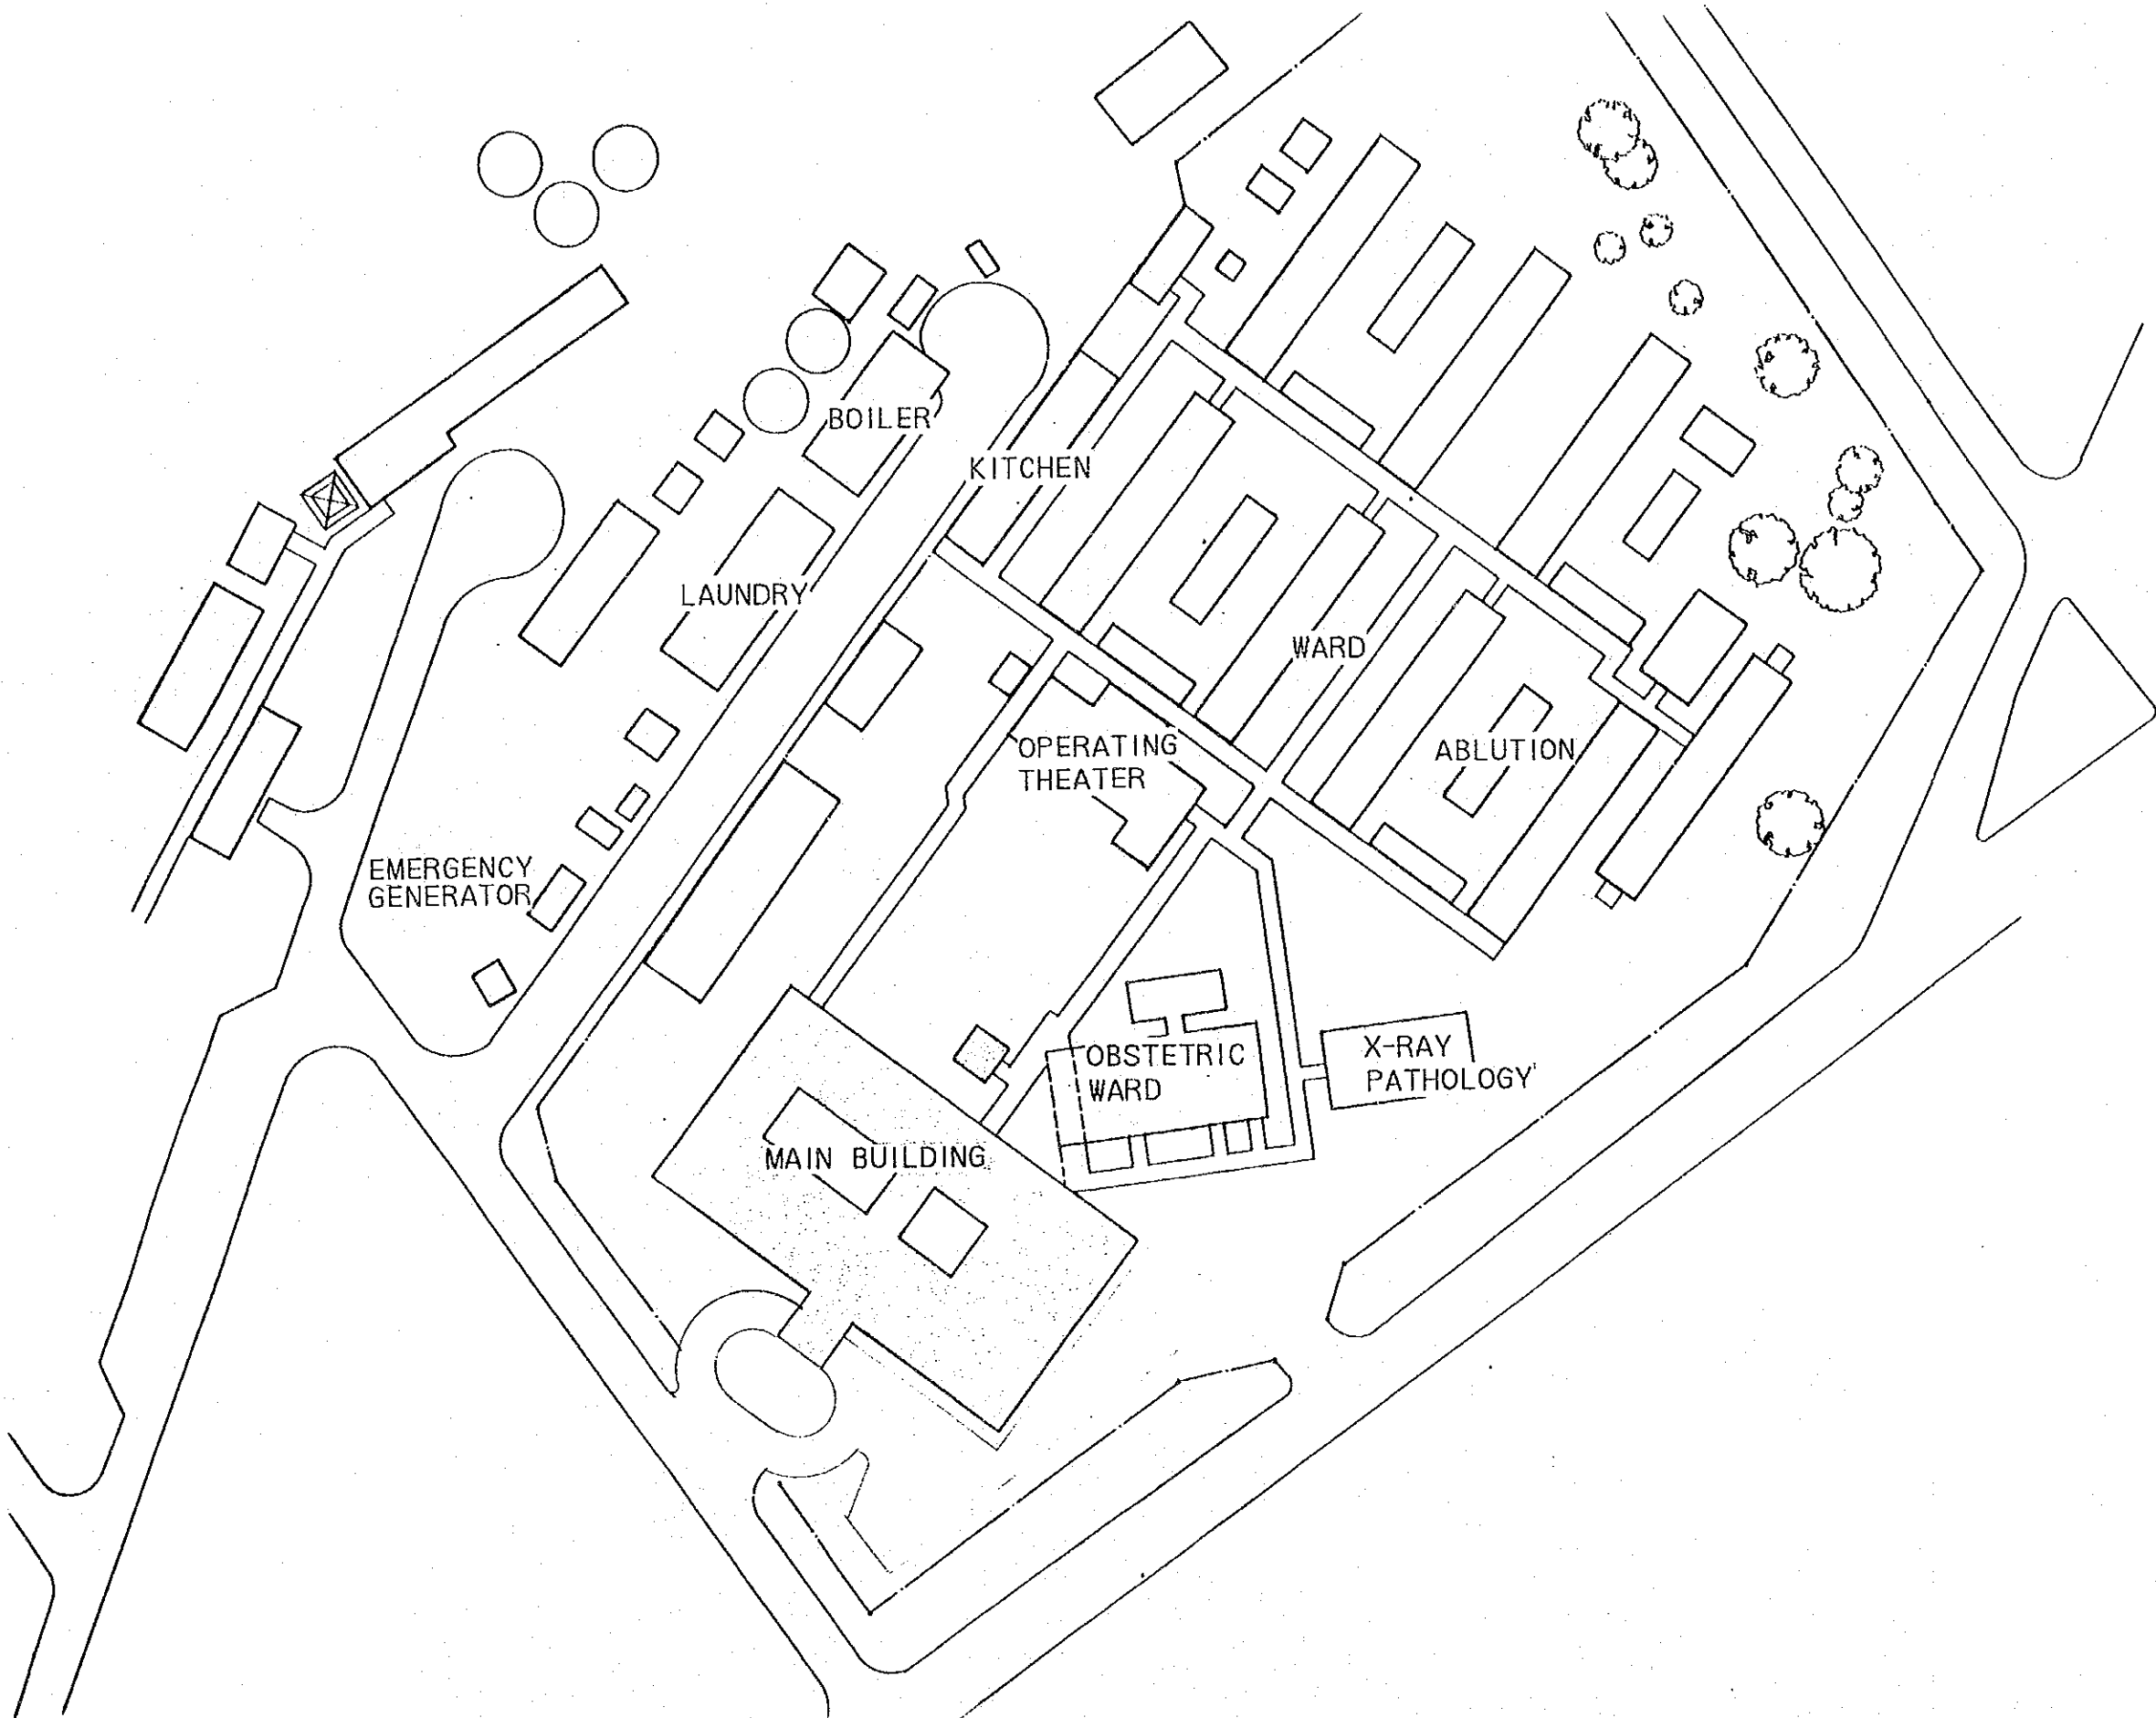 BOILER
KITCHEN
LAUNDRY
WARD
OPERATING
THEATER
ABLUTION
EMERGENCY
GENERATOR
OBSTETRIC
WARD
X-RAY
PATHOLOGY
MAIN BUILDING